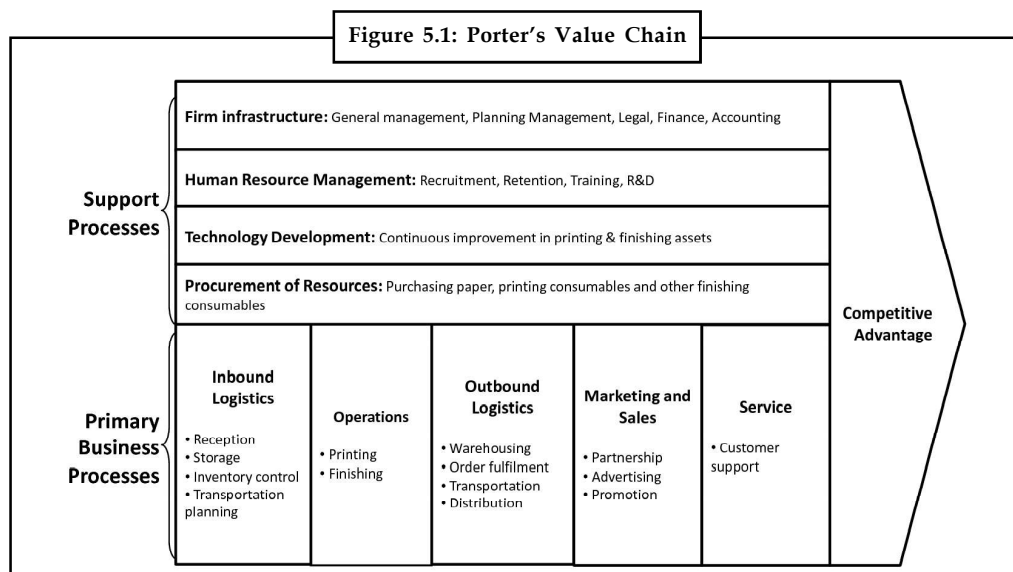 Figure 5.1: Porter's Value Chain
Support
Processes
Firm infrastructure: General management, Planning Management, Legal, Finance, Accounting
Human Resource Management: Recruitment, Retention, Training, R&D
Technology Development: Continuous improvement in printing & finishing assets
Procurement of Resources: Purchasing paper, printing consumables and other finishing
consumables
Primary
Business
Processes
Inbound
Logistics
• Reception
• Storage
• Inventory control
• Transportation
planning
Operations
• Printing
• Finishing
Outbound
Logistics
• Warehousing
• Order fulfilment
• Transportation
• Distribution
Marketing and
Sales
• Partnership
• Advertising
• Promotion
Service
• Customer
support
Competitive
Advantage